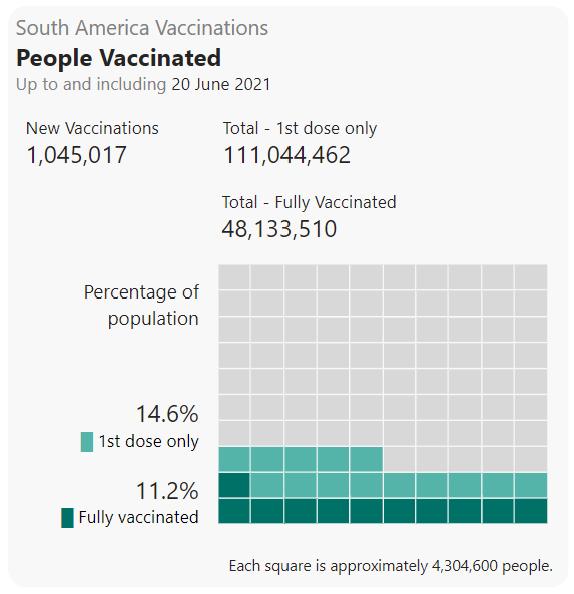 South America Vaccinations
People Vaccinated
Up to and including 20 June 2021
New Vaccinations
1,045,017
Total - 1st dose only
111,044,462
Total - Fully Vaccinated
48,133,510
Percentage of
population
14.6%
1st dose only
11.2%
Fully vaccinated
Each square is approximately 4,304,600 people.